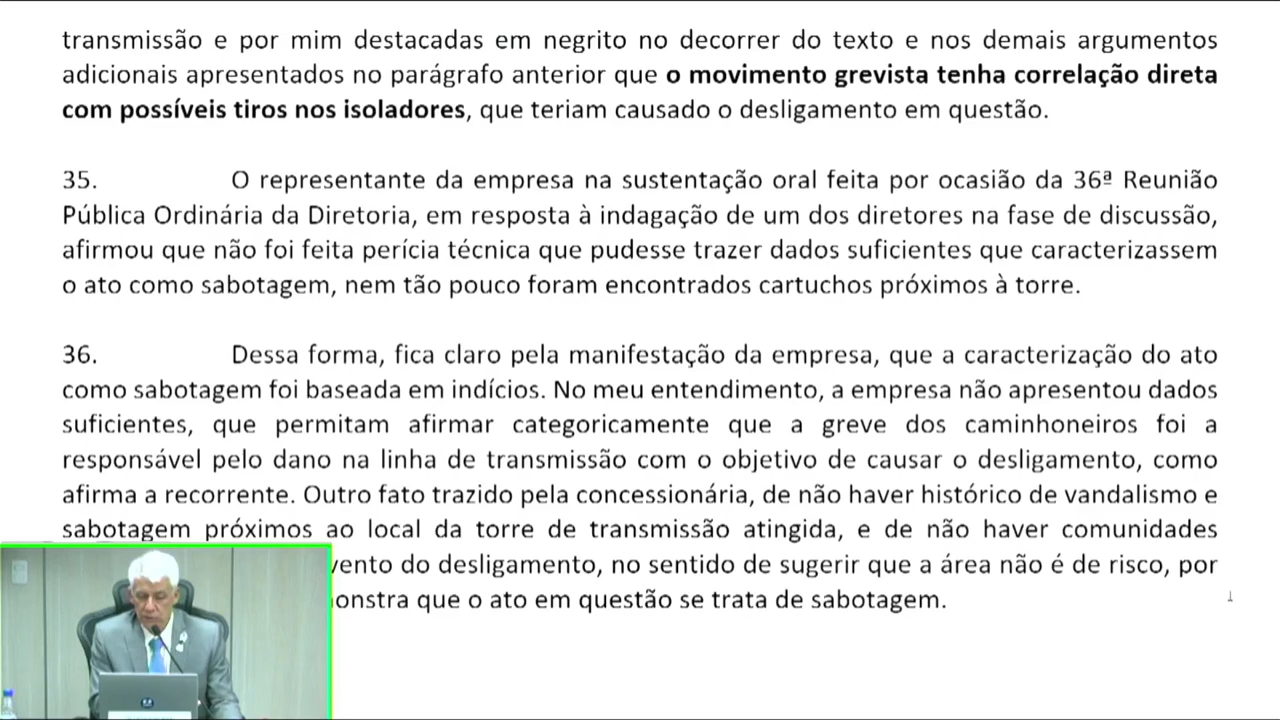 transmissão e por mim destacadas em negrito no decorrer do texto e nos demais argumentos
adicionais apresentados no parágrafo anterior que o movimento grevista tenha correlação direta
com possíveis tiros nos isoladores, que teriam causado o desligamento em questão.
35. O representante da empresa na sustentação oral feita por ocasião da 36ª Reunião
Pública Ordinária da Diretoria, em resposta à indagação de um dos diretores na fase de discussão,
afirmou que não foi feita perícia técnica que pudesse trazer dados suficientes que caracterizassem
o ato como sabotagem, nem tão pouco foram encontrados cartuchos próximos à torre.
36. Dessa forma, fica claro pela manifestação da empresa, que a caracterização do ato
como sabotagem foi baseada em indícios. No meu entendimento, a empresa não apresentou dados
suficientes, que permitam afirmar categoricamente que a greve dos caminhoneiros foi a
responsável pelo dano na linha de transmissão com o objetivo de causar o desligamento, como
afirma a recorrente. Outro fato trazido pela concessionária, de não haver histórico de vandalismo e
sabotagem próximos ao local da torre de transmissão atingida, e de não haver comunidades
vento do desligamento, no sentido de sugerir que a área não é de risco, por
onstra que o ato em questão se trata de sabotagem.